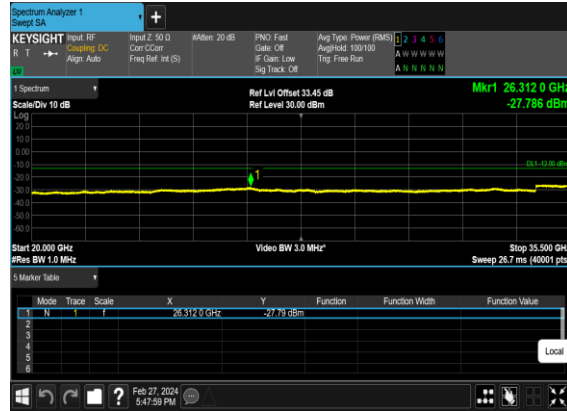 Spectrum Analyzer 1
Swept SA
+
KEYSIGHT Input: RF Input Z: 50 Ω #Atten: 20 dB PNO: Fast Avg Type: Power (RMS) 1 2 3 4 5 6
R T Coupling: DC Corr CCorr Gate: Off Avg|Hold: 100/100 A W W W W W
Align: Auto Freq Ref: Int (S) IF Gain: Low Trig: Free Run
Sig Track: Off A N N N N N
1 Spectrum Ref Lvl Offset 33.45 dB Mkr1 26.312 0 GHz
Scale/Div 10 dB Ref Level 30.00 dBm -27.786 dBm
Log
20.0
10.0
0.00
-10.0 DL1 -13.00 dBm
1
-20.0
-30.0
-40.0
-50.0
-60.0
Start 20.000 GHz Video BW 3.0 MHz* Stop 35.500 GHz
#Res BW 1.0 MHz Sweep 26.7 ms (40001 pts)
5 Marker Table
Mode Trace Scale X Y Function Function Width Function Value
1 N 1 f 26.312 0 GHz -27.79 dBm
2
3
4
5
6
Local
? Feb 27, 2024
5:47:59 PM